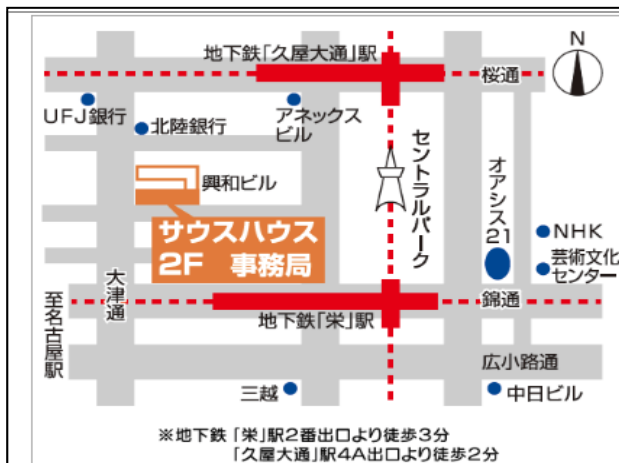 地下鉄「久屋大通」駅
N
桜通
UFJ銀行
北陸銀行
アネックス
ビル
セントラルパーク
オアシス21
興和ビル
サウスハウス
2F 事務局
NHK
芸術文化
センター
大津通
至名古屋駅
錦通
地下鉄「栄」駅
広小路通
三越
中日ビル
※地下鉄「栄」駅2番出口より徒歩3分
「久屋大通」駅4A出口より徒歩2分